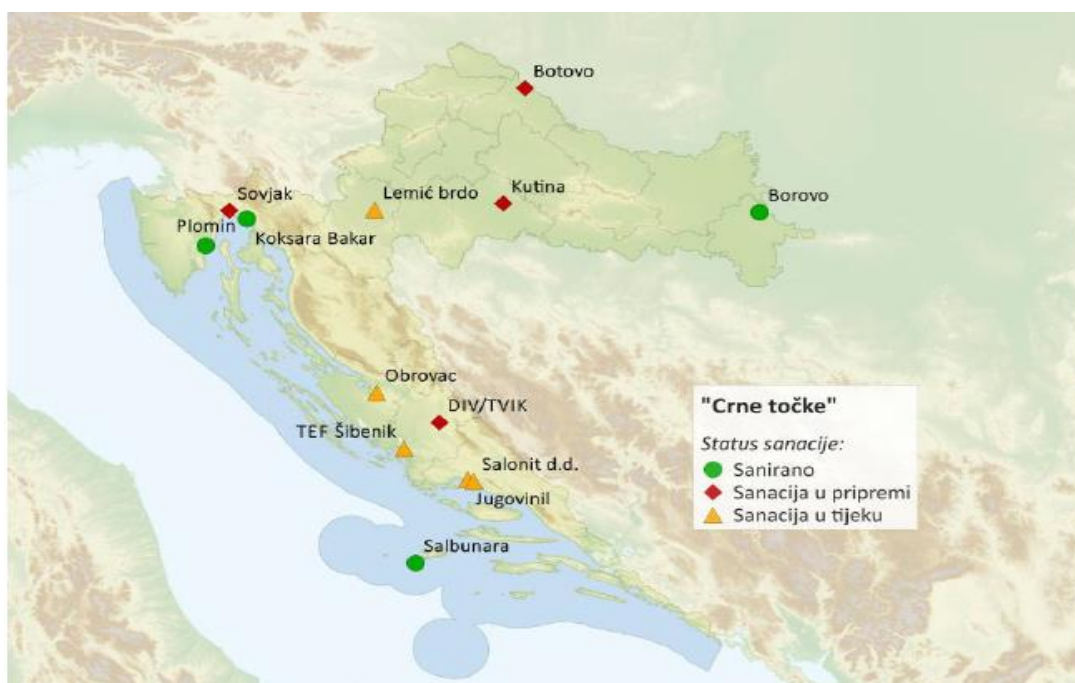 Botovo
Sovjak
Lemić brdo
Kutina
Borovo
Plomin
Koksara Bakar
Obrovac
DIV/TVIK
TEF Šibenik
Salonit d.d.
Jugovinil
Salbunara
"Crne točke"
Status sanacije:
Sanirano
Sanacija u pripremi
Sanacija u tijeku